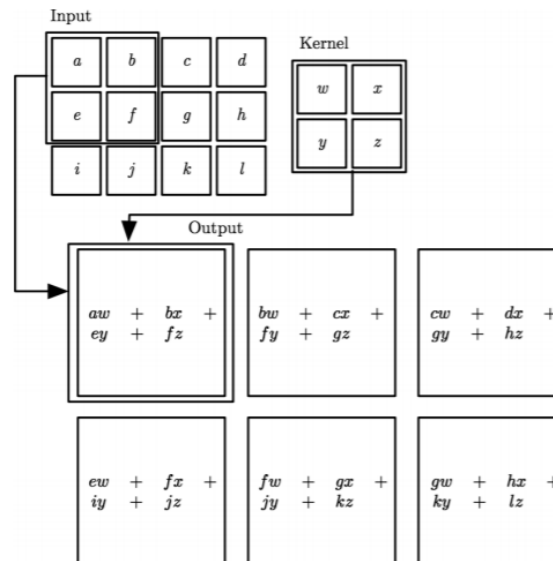 Input
Kernel
a b c d
w x
e f g h
y z
i j k l
Output
aw + bx +
ey + fz
bw + cx +
fy + gz
cw + dx +
gy + hz
ew + fx +
iy + jz
fw + gx +
jy + kz
gw + hx +
ky + lz